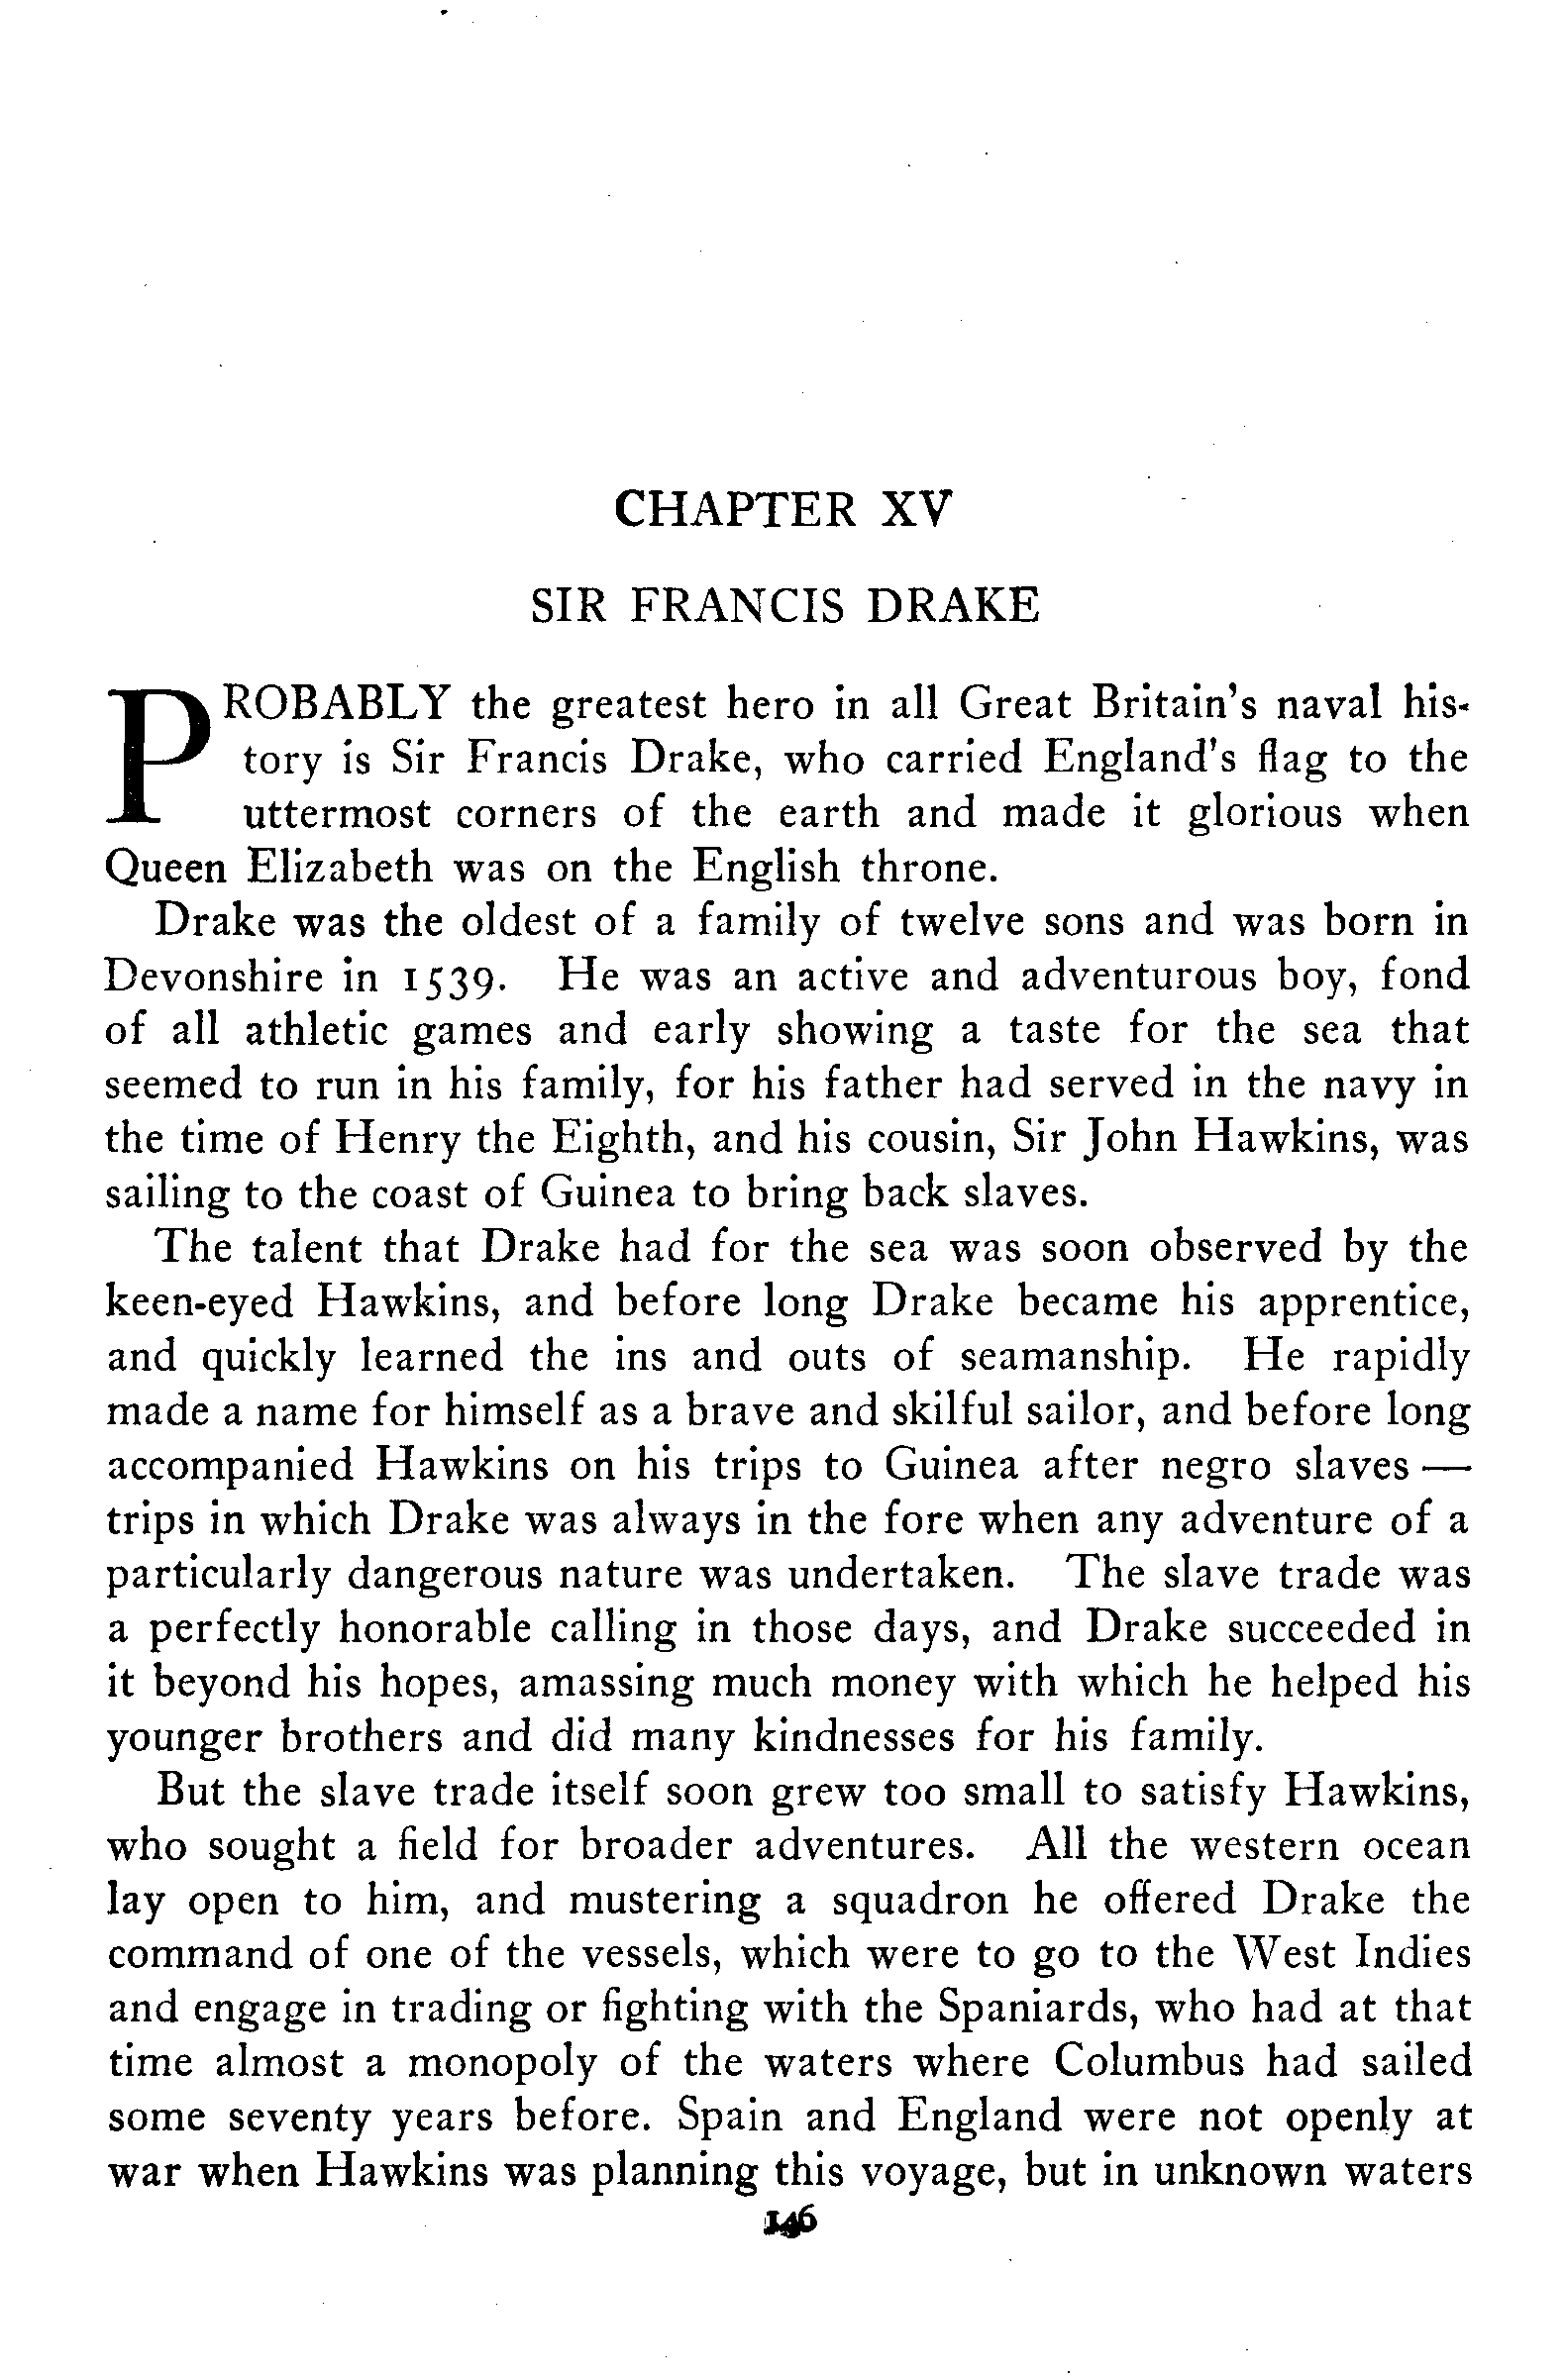 CHAPTER XV
SIR FRANCIS DRAKE
PROBABLY the greatest hero in all Great Britain's naval his-
tory is Sir Francis Drake, who carried England's flag to the
uttermost corners of the earth and made it glorious when
Queen Elizabeth was on the English throne.
Drake was the oldest of a family of twelve sons and was born in
Devonshire in 1539. He was an active and adventurous boy, fond
of all athletic games and early showing a taste for the sea that
seemed to run in his family, for his father had served in the navy in
the time of Henry the Eighth, and his cousin, Sir John Hawkins, was
sailing to the coast of Guinea to bring back slaves.
The talent that Drake had for the sea was soon observed by the
keen-eyed Hawkins, and before long Drake became his apprentice,
and quickly learned the ins and outs of seamanship. He rapidly
made a name for himself as a brave and skilful sailor, and before long
accompanied Hawkins on his trips to Guinea after negro slaves —
trips in which Drake was always in the fore when any adventure of a
particularly dangerous nature was undertaken. The slave trade was
a perfectly honorable calling in those days, and Drake succeeded in
it beyond his hopes, amassing much money with which he helped his
younger brothers and did many kindnesses for his family.
But the slave trade itself soon grew too small to satisfy Hawkins,
who sought a field for broader adventures. All the western ocean
lay open to him, and mustering a squadron he offered Drake the
command of one of the vessels, which were to go to the West Indies
and engage in trading or fighting with the Spaniards, who had at that
time almost a monopoly of the waters where Columbus had sailed
some seventy years before. Spain and England were not openly at
war when Hawkins was planning this voyage, but in unknown waters
146